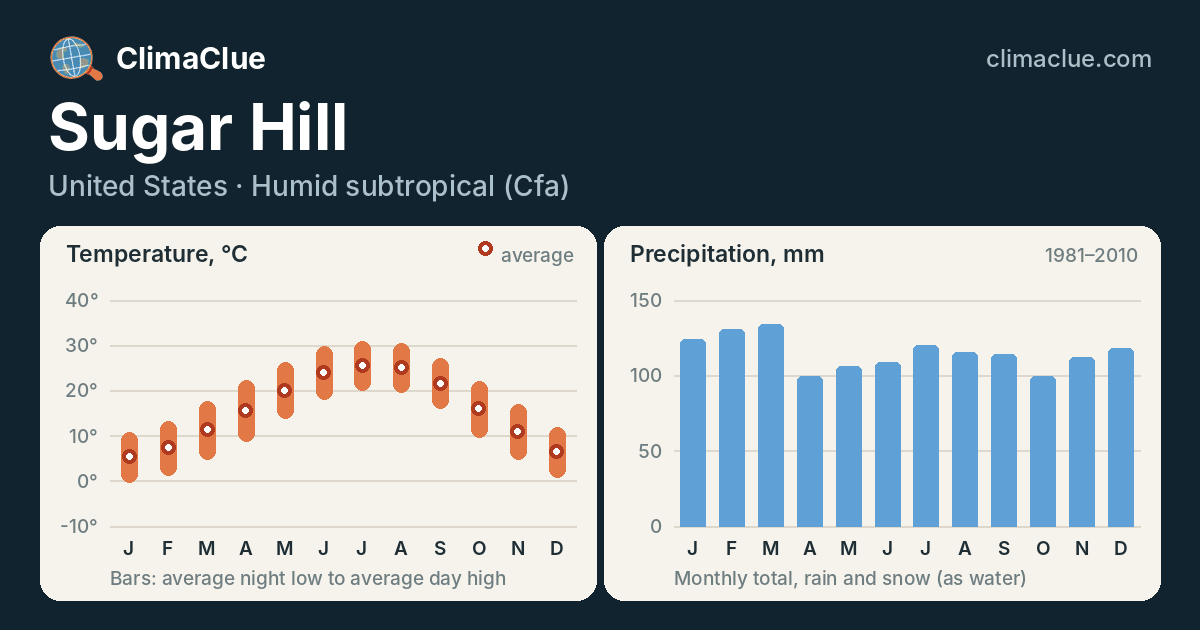 ClimaClue
climaclue.com
Sugar Hill
United States · Humid subtropical (Cfa)
Temperature, °C
average
40°
30°
20°
10°
0°
-10°
J F M A M J J A S O N D
Bars: average night low to average day high
Precipitation, mm
1981–2010
150
100
50
0
J F M A M J J A S O N D
Monthly total, rain and snow (as water)